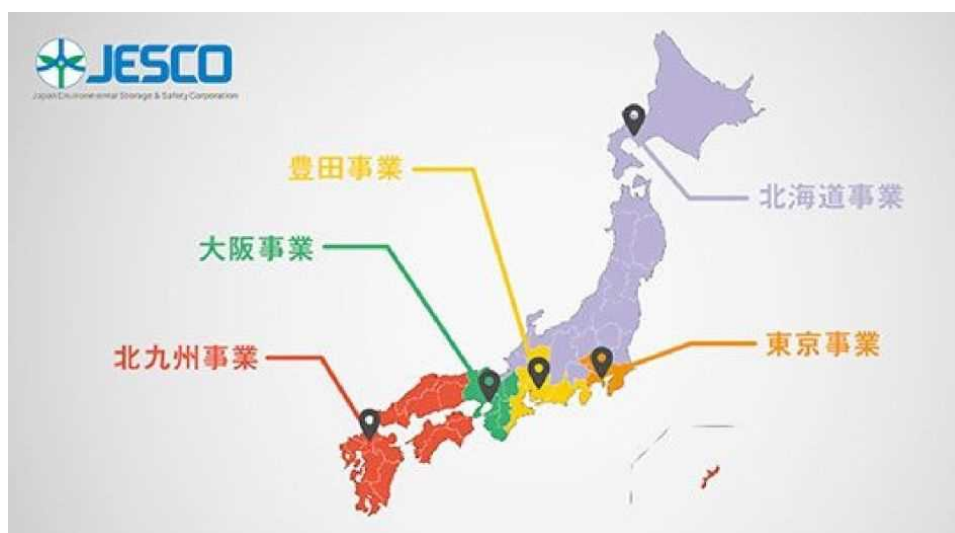 JESCO
Japan Environmental Storage & Safety Corporation
豊田事業
北海道事業
大阪事業
東京事業
北九州事業